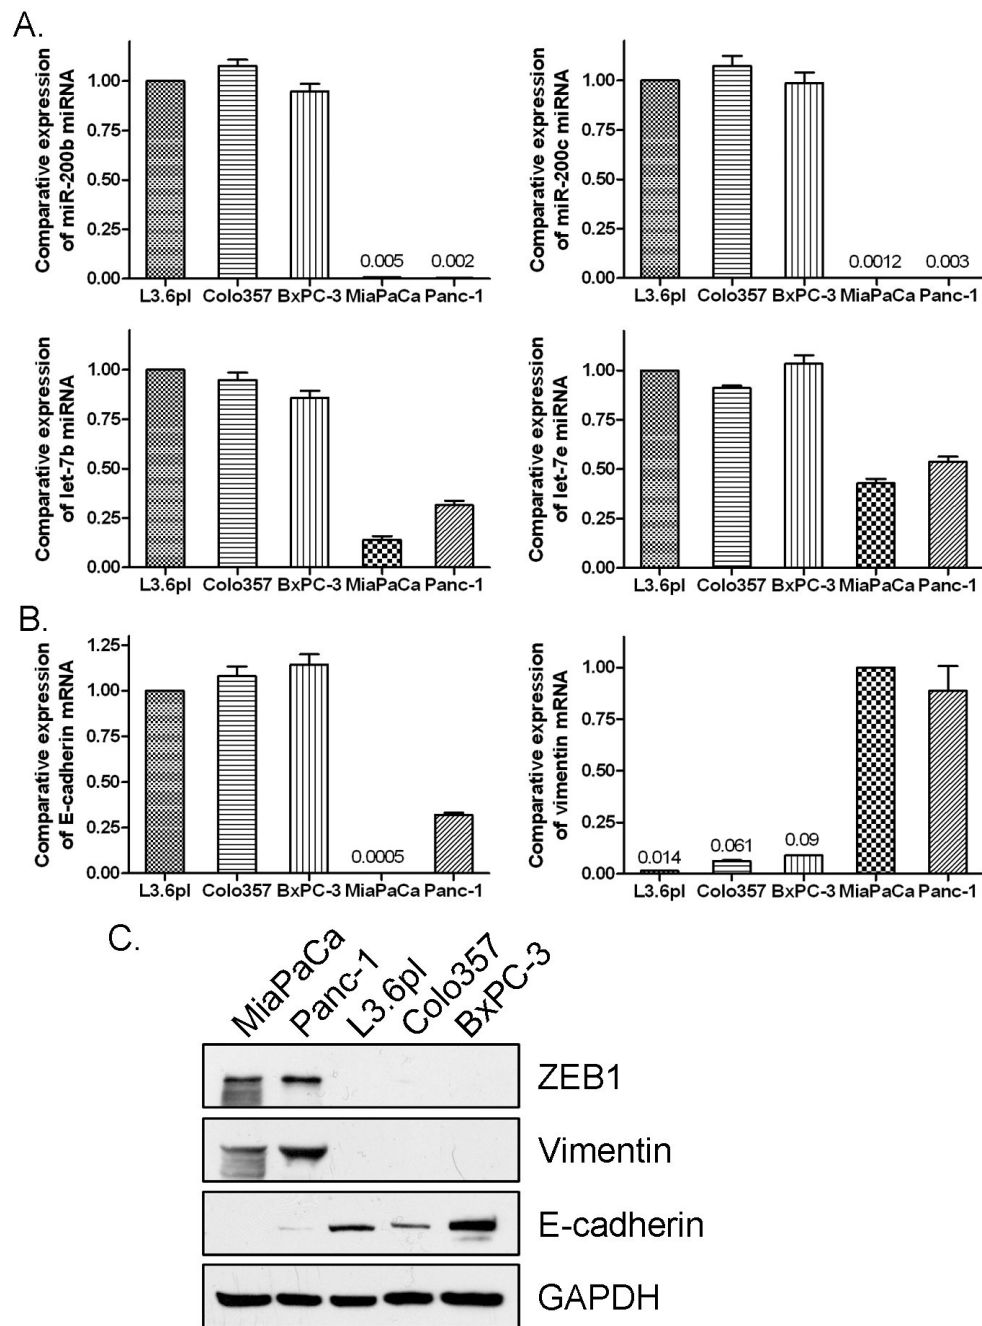 A.
Comparative expression
of miR-200b miRNA
1.00
0.75
0.50
0.25
0.00
0.005
0.002
L3.6pl Colo357 BxPC-3 MiaPaCa Panc-1
Comparative expression
of miR-200c miRNA
1.00
0.75
0.50
0.25
0.00
0.0012
0.003
L3.6pl Colo357 BxPC-3 MiaPaCa Panc-1
Comparative expression
of let-7b miRNA
1.00
0.75
0.50
0.25
0.00
L3.6pl Colo357 BxPC-3 MiaPaCa Panc-1
Comparative expression
of let-7e miRNA
1.00
0.75
0.50
0.25
0.00
L3.6pl Colo357 BxPC-3 MiaPaCa Panc-1
B.
Comparative expression
of E-cadherin mRNA
1.25
1.00
0.75
0.50
0.25
0.00
0.0005
L3.6pl Colo357 BxPC-3 MiaPaCa Panc-1
Comparative expression
of vimentin mRNA
1.00
0.75
0.50
0.25
0.00
0.014
0.061
0.09
L3.6pl Colo357 BxPC-3 MiaPaCa Panc-1
C.
MiaPaCa
Panc-1
L3.6pl
Colo357
BxPC-3
ZEB1
Vimentin
E-cadherin
GAPDH